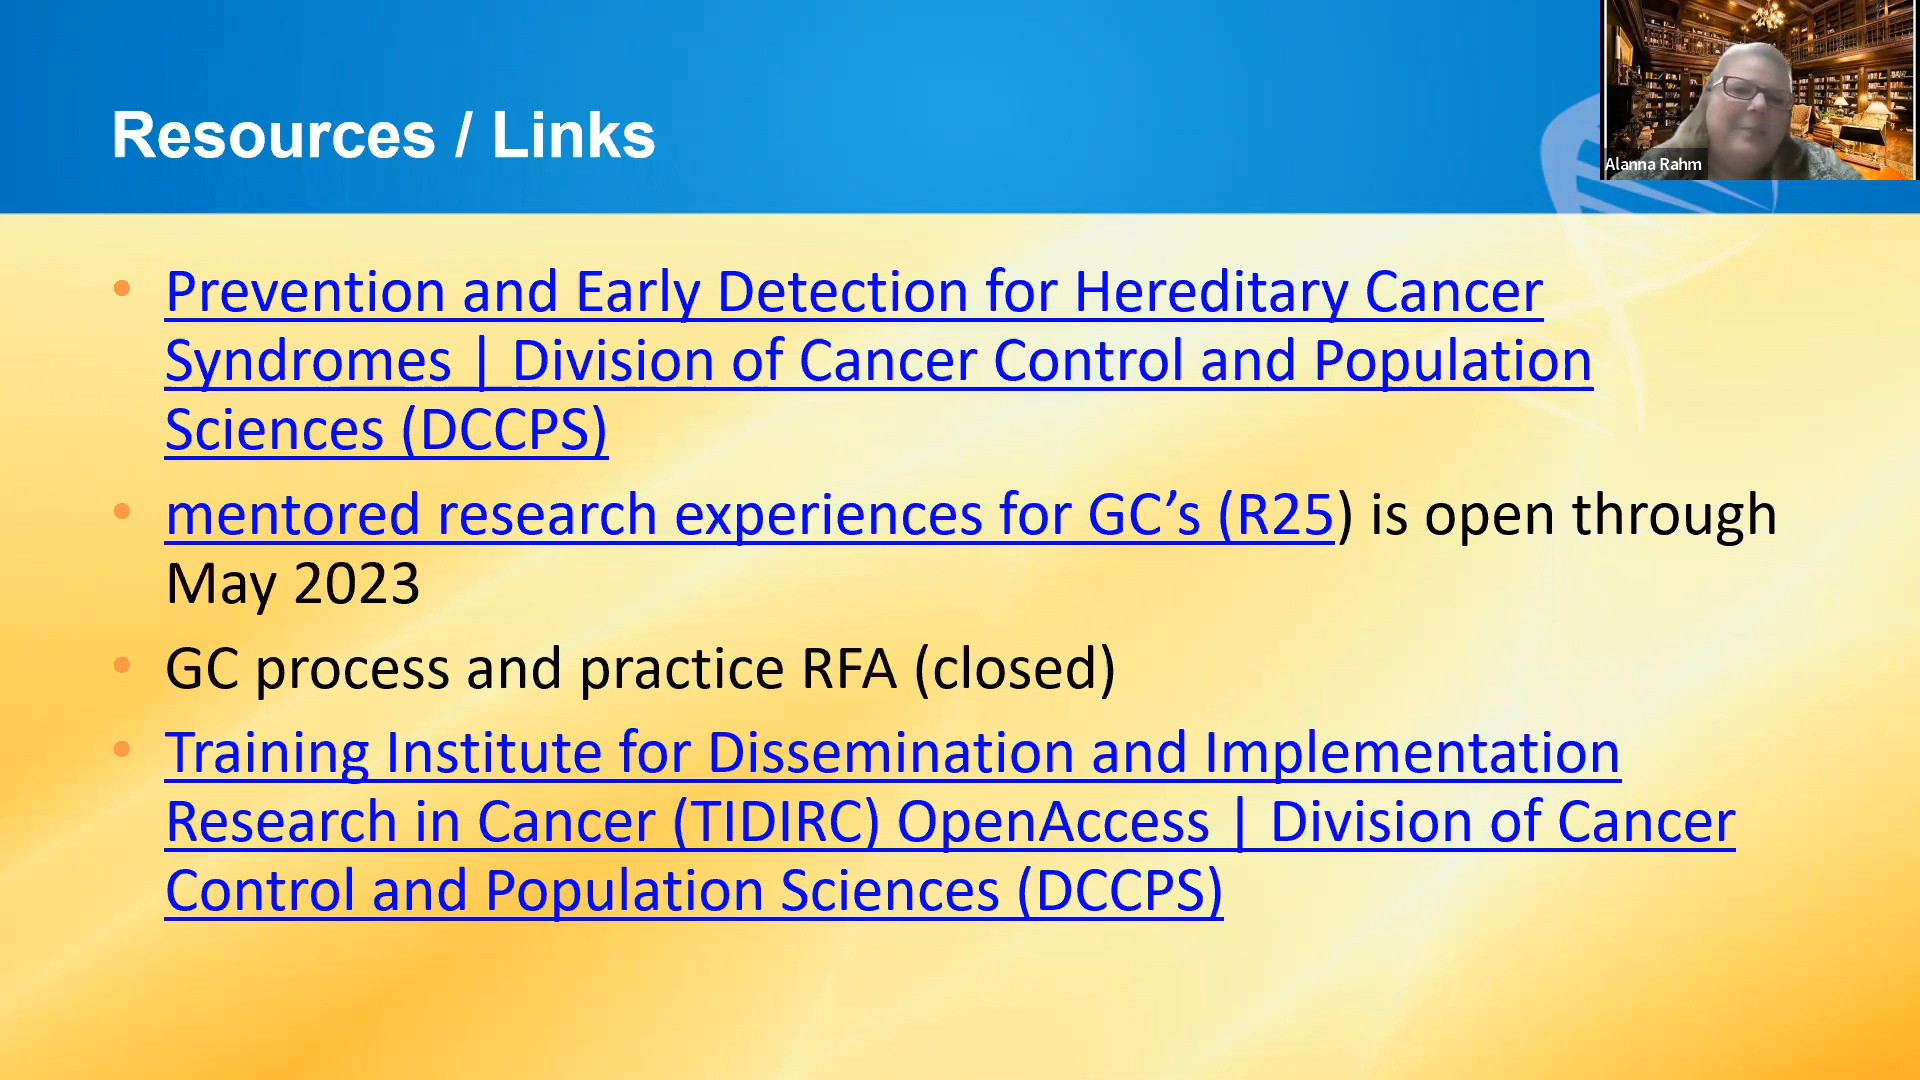 Resources / Links
Alanna Rahm
• Prevention and Early Detection for Hereditary Cancer
Syndromes | Division of Cancer Control and Population
Sciences (DCCPS)
• mentored research experiences for GC’s (R25) is open through
May 2023
• GC process and practice RFA (closed)
• Training Institute for Dissemination and Implementation
Research in Cancer (TIDIRC) OpenAccess | Division of Cancer
Control and Population Sciences (DCCPS)